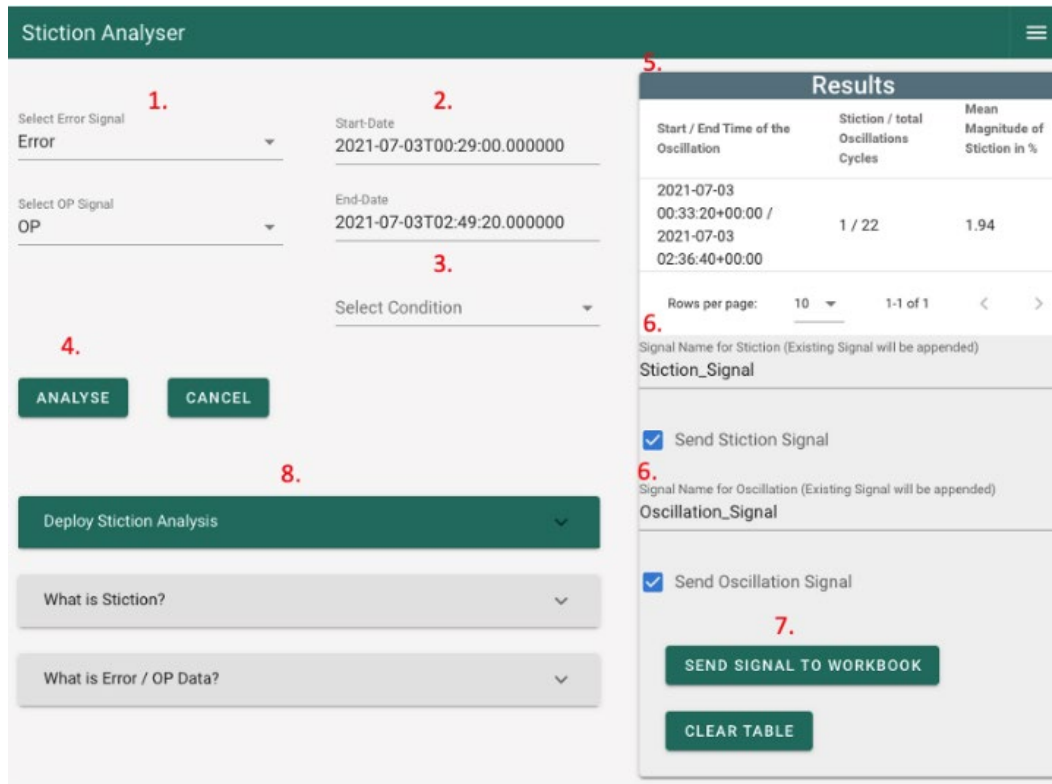 Stiction Analyser
1.
Select Error Signal
Error
Select OP Signal
OP
2.
Start-Date
2021-07-03T00:29:00.000000
End-Date
2021-07-03T02:49:20.000000
3.
Select Condition
4.
ANALYSE
CANCEL
8.
Deploy Stiction Analysis
What is Stiction?
What is Error / OP Data?
5.
Results
Start / End Time of the
Oscillation
Stiction / total
Oscillations
Cycles
Mean
Magnitude of
Stiction in %
2021-07-03
00:33:20+00:00 /
2021-07-03
02:36:40+00:00
1 / 22
1.94
Rows per page: 10 1-1 of 1
6.
Signal Name for Stiction (Existing Signal will be appended)
Stiction_Signal
Send Stiction Signal
6.
Signal Name for Oscillation (Existing Signal will be appended)
Oscillation_Signal
Send Oscillation Signal
7.
SEND SIGNAL TO WORKBOOK
CLEAR TABLE